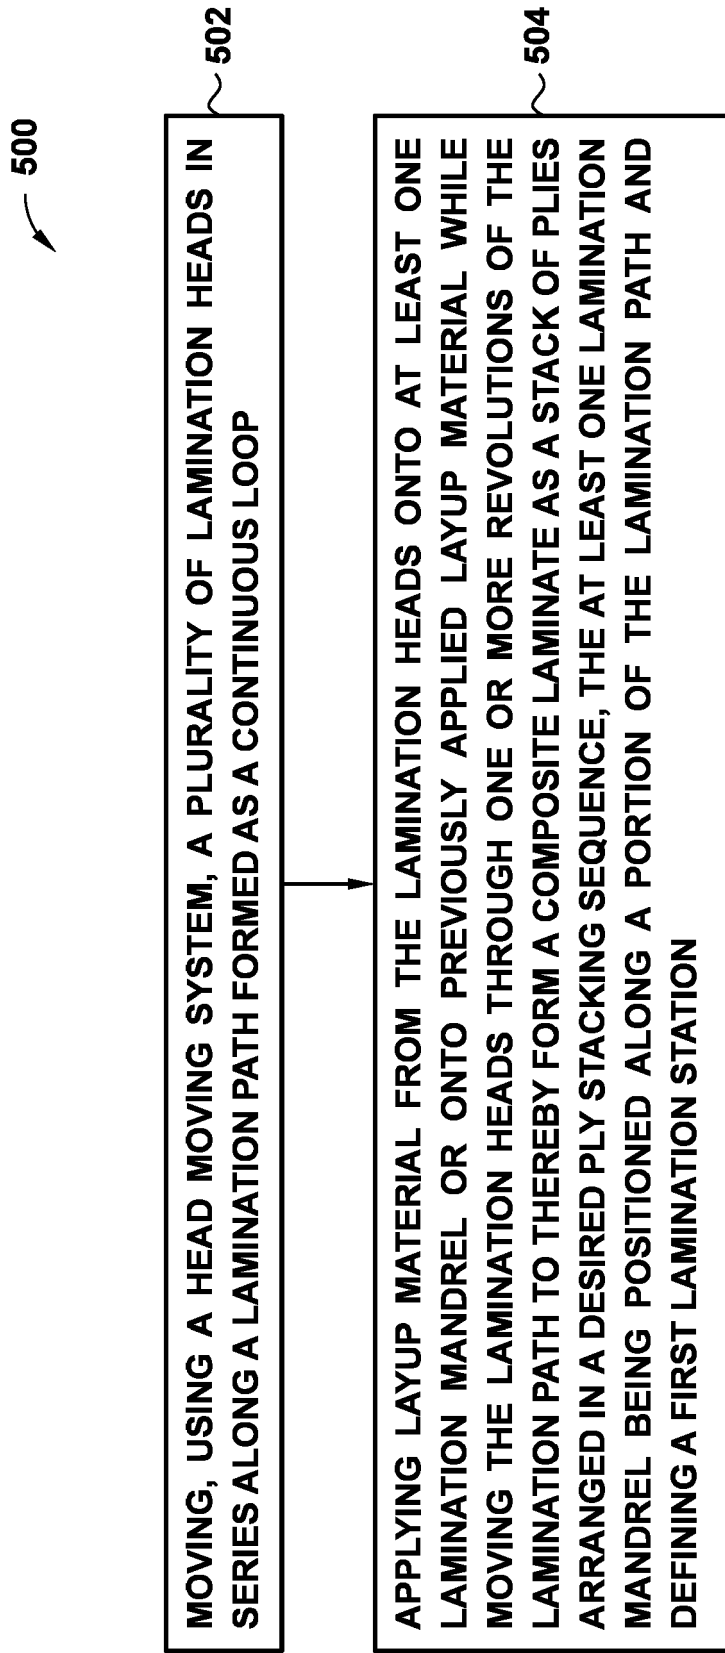 500
502
MOVING, USING A HEAD MOVING SYSTEM, A PLURALITY OF LAMINATION HEADS IN
SERIES ALONG A LAMINATION PATH FORMED AS A CONTINUOUS LOOP
504
APPLYING LAYUP MATERIAL FROM THE LAMINATION HEADS ONTO AT LEAST ONE
LAMINATION MANDREL OR ONTO PREVIOUSLY APPLIED LAYUP MATERIAL WHILE
MOVING THE LAMINATION HEADS THROUGH ONE OR MORE REVOLUTIONS OF THE
LAMINATION PATH TO THEREBY FORM A COMPOSITE LAMINATE AS A STACK OF PLIES
ARRANGED IN A DESIRED PLY STACKING SEQUENCE, THE AT LEAST ONE LAMINATION
MANDREL BEING POSITIONED ALONG A PORTION OF THE LAMINATION PATH AND
DEFINING A FIRST LAMINATION STATION